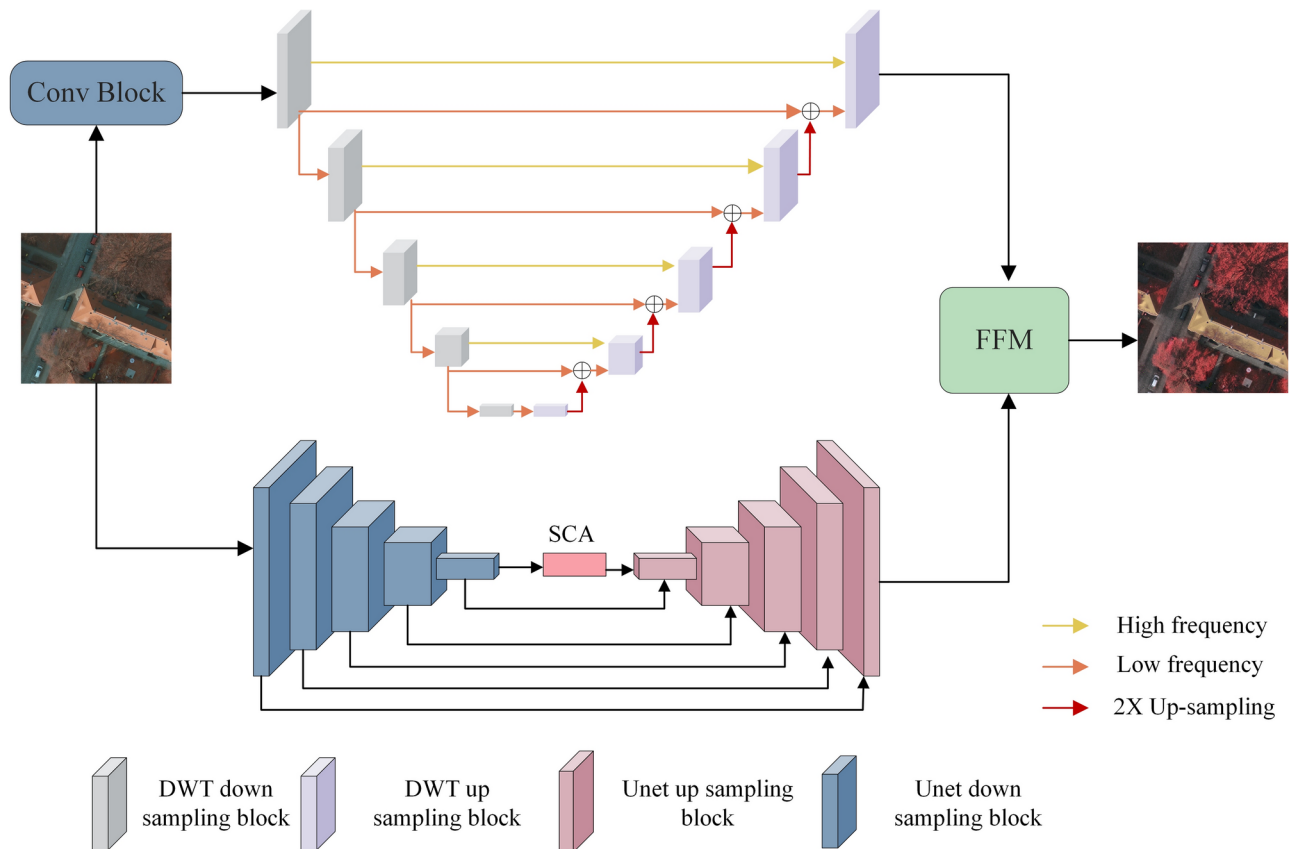 Conv Block
FFM
SCA
High frequency
Low frequency
2X Up-sampling
DWT down
sampling block
DWT up
sampling block
Unet up sampling
block
Unet down
sampling block